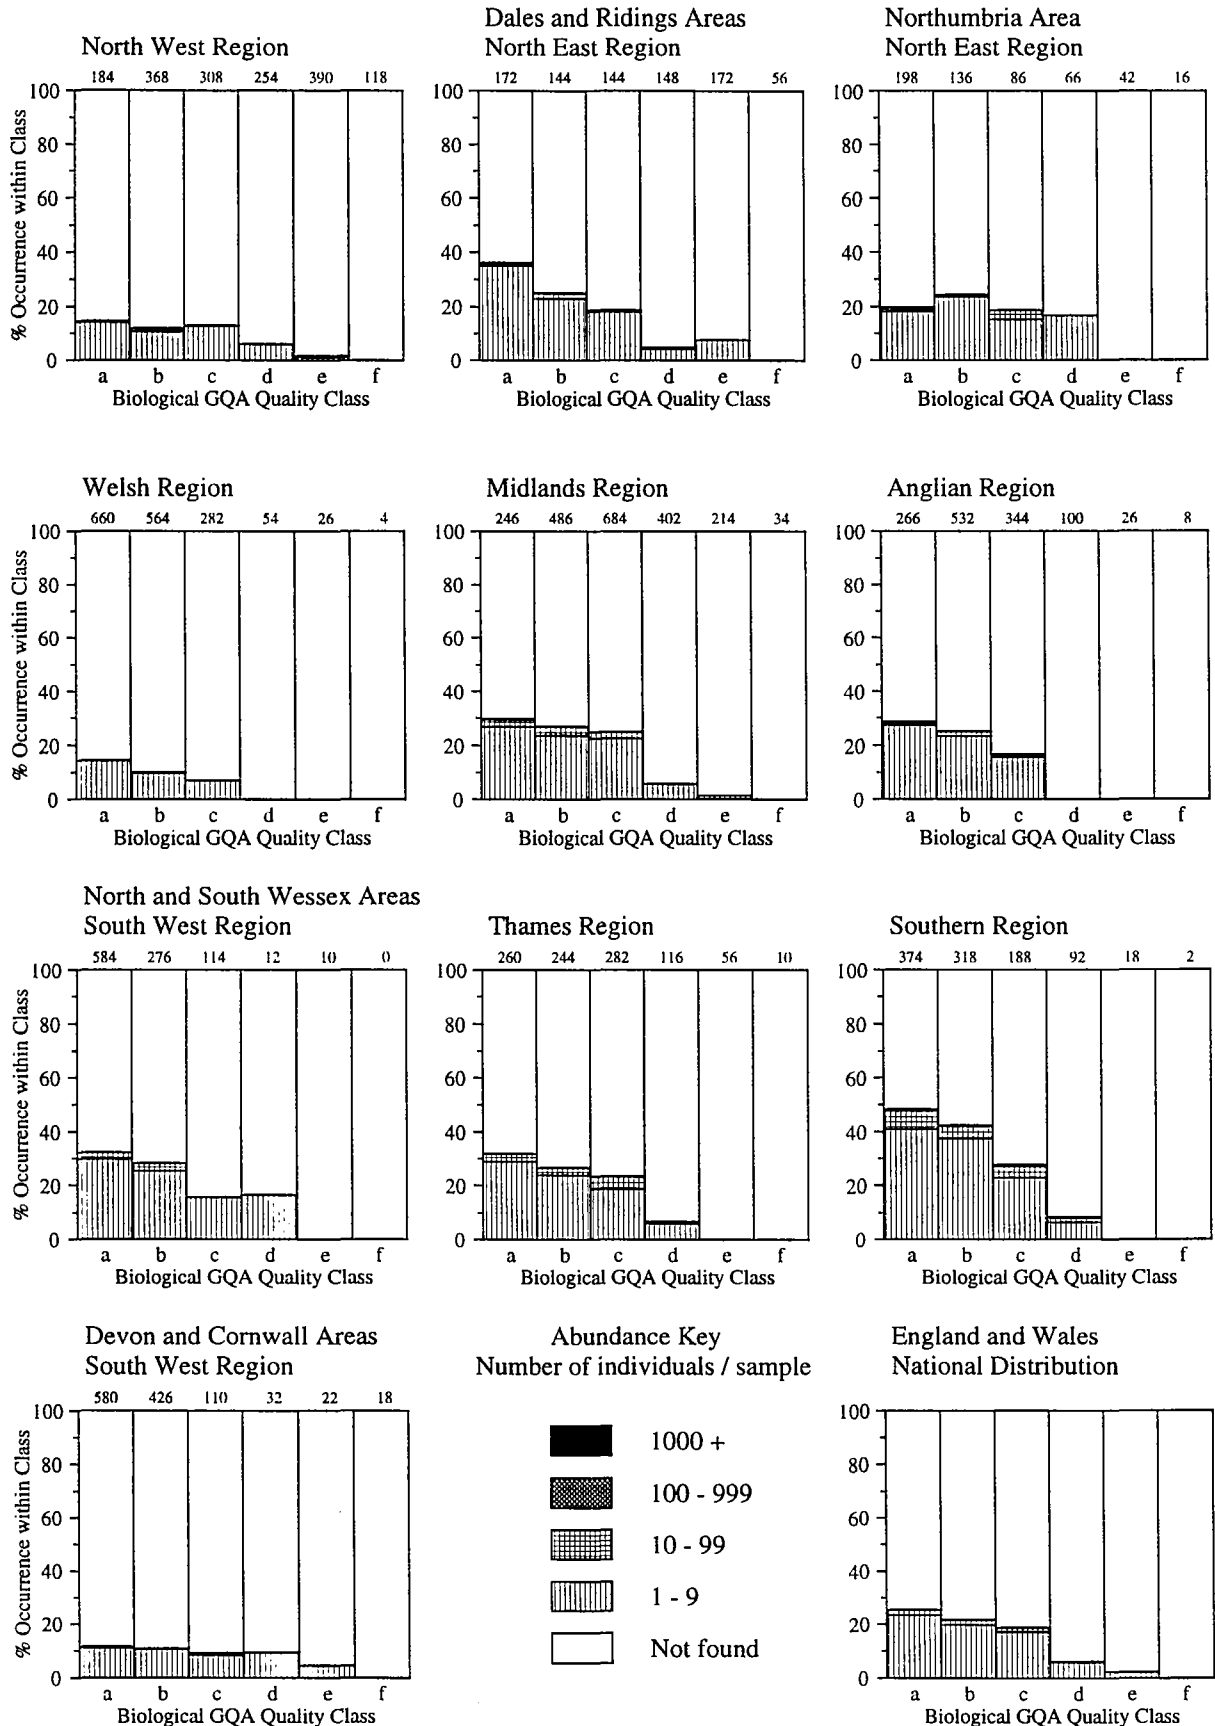 North West Region
184 368 308 254 390 118
% Occurrence within Class
100
80
60
40
20
0
a b c d e f
Biological GQA Quality Class
Dales and Ridings Areas
North East Region
172 144 144 148 172 56
100
80
60
40
20
0
a b c d e f
Biological GQA Quality Class
Northumbria Area
North East Region
198 136 86 66 42 16
100
80
60
40
20
0
a b c d e f
Biological GQA Quality Class
Welsh Region
660 564 282 54 26 4
% Occurrence within Class
100
80
60
40
20
0
a b c d e f
Biological GQA Quality Class
Midlands Region
246 486 684 402 214 34
100
80
60
40
20
0
a b c d e f
Biological GQA Quality Class
Anglian Region
266 532 344 100 26 8
100
80
60
40
20
0
a b c d e f
Biological GQA Quality Class
North and South Wessex Areas
South West Region
584 276 114 12 10 0
% Occurrence within Class
100
80
60
40
20
0
a b c d e f
Biological GQA Quality Class
Thames Region
260 244 282 116 56 10
100
80
60
40
20
0
a b c d e f
Biological GQA Quality Class
Southern Region
374 318 188 92 18 2
100
80
60
40
20
0
a b c d e f
Biological GQA Quality Class
Devon and Cornwall Areas
South West Region
580 426 110 32 22 18
% Occurrence within Class
100
80
60
40
20
0
a b c d e f
Biological GQA Quality Class
Abundance Key
Number of individuals / sample
1000 +
100 - 999
10 - 99
1 - 9
Not found
England and Wales
National Distribution
100
80
60
40
20
0
a b c d e f
Biological GQA Quality Class